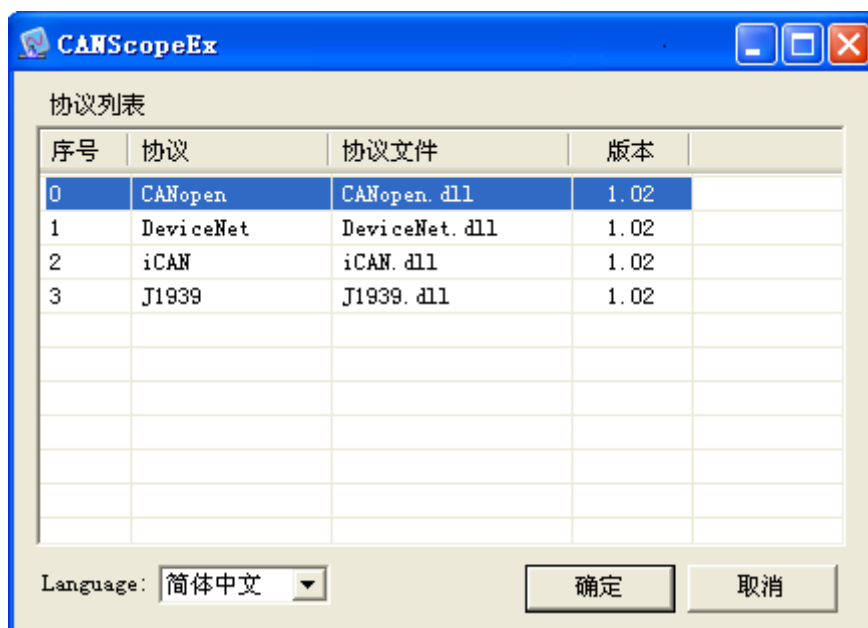 CANScopeEx
协议列表
序号 协议 协议文件 版本
0 CANopen CANopen.dll 1.02
1 DeviceNet DeviceNet.dll 1.02
2 iCAN iCAN.dll 1.02
3 J1939 J1939.dll 1.02
Language: 简体中文 确定 取消